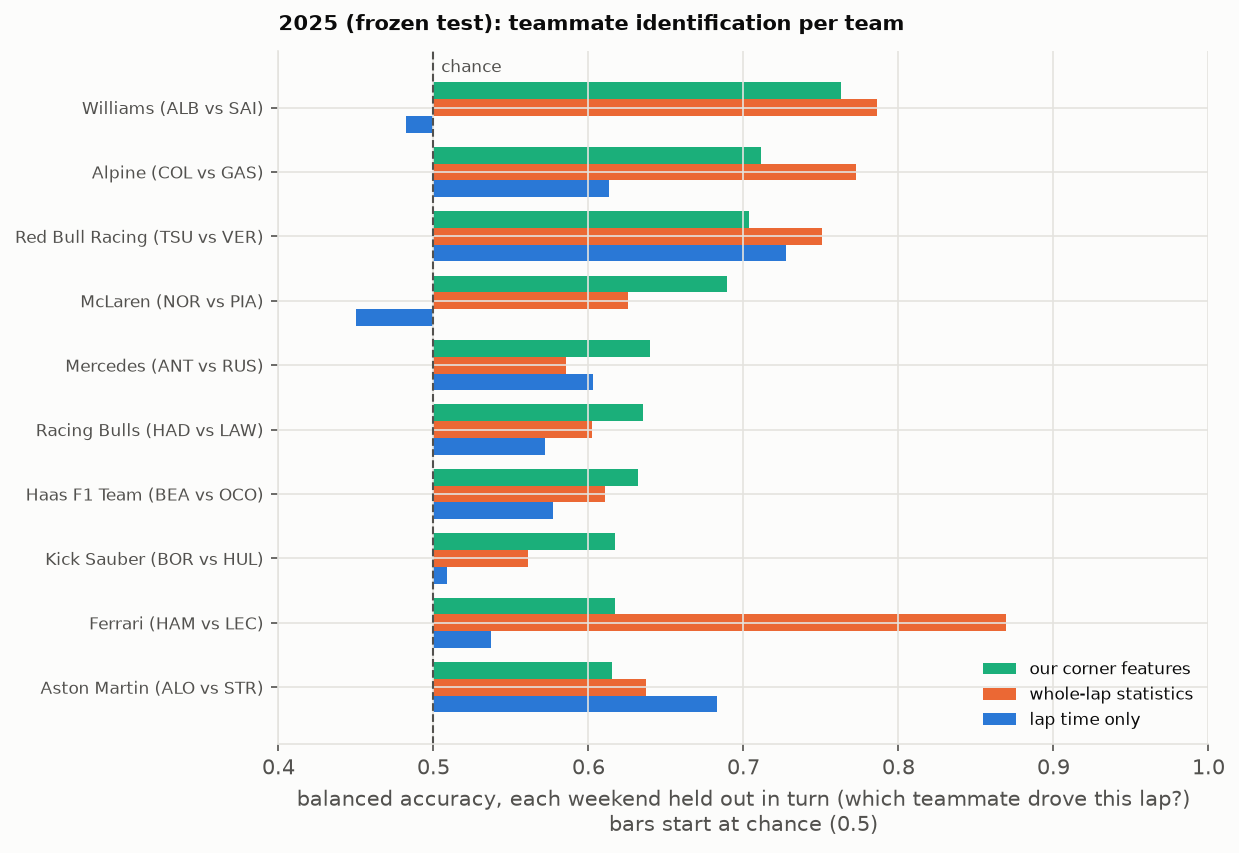 2025 (frozen test): teammate identification per team
chance
Williams (ALB vs SAI)
Alpine (COL vs GAS)
Red Bull Racing (TSU vs VER)
McLaren (NOR vs PIA)
Mercedes (ANT vs RUS)
Racing Bulls (HAD vs LAW)
Haas F1 Team (BEA vs OCO)
Kick Sauber (BOR vs HUL)
Ferrari (HAM vs LEC)
Aston Martin (ALO vs STR)
our corner features
whole-lap statistics
lap time only
0.4 0.5 0.6 0.7 0.8 0.9 1.0
balanced accuracy, each weekend held out in turn (which teammate drove this lap?)
bars start at chance (0.5)